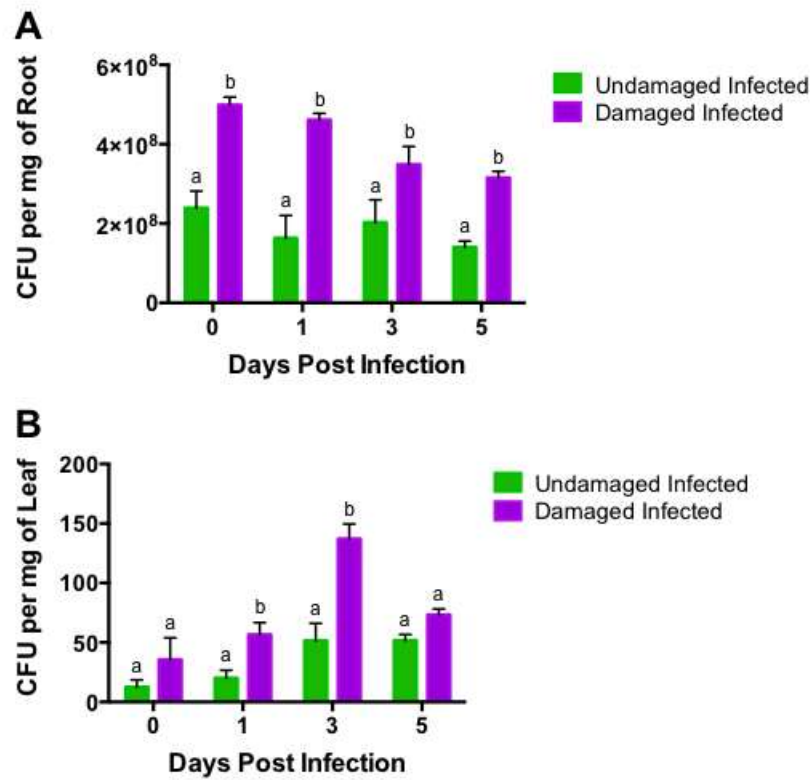 A
CFU per mg of Root
6×10⁸
4×10⁸
2×10⁸
0
a b a b a b a b
0 1 3 5
Days Post Infection
Undamaged Infected
Damaged Infected
B
CFU per mg of Leaf
200
150
100
50
0
a a a b a b a a
0 1 3 5
Days Post Infection
Undamaged Infected
Damaged Infected